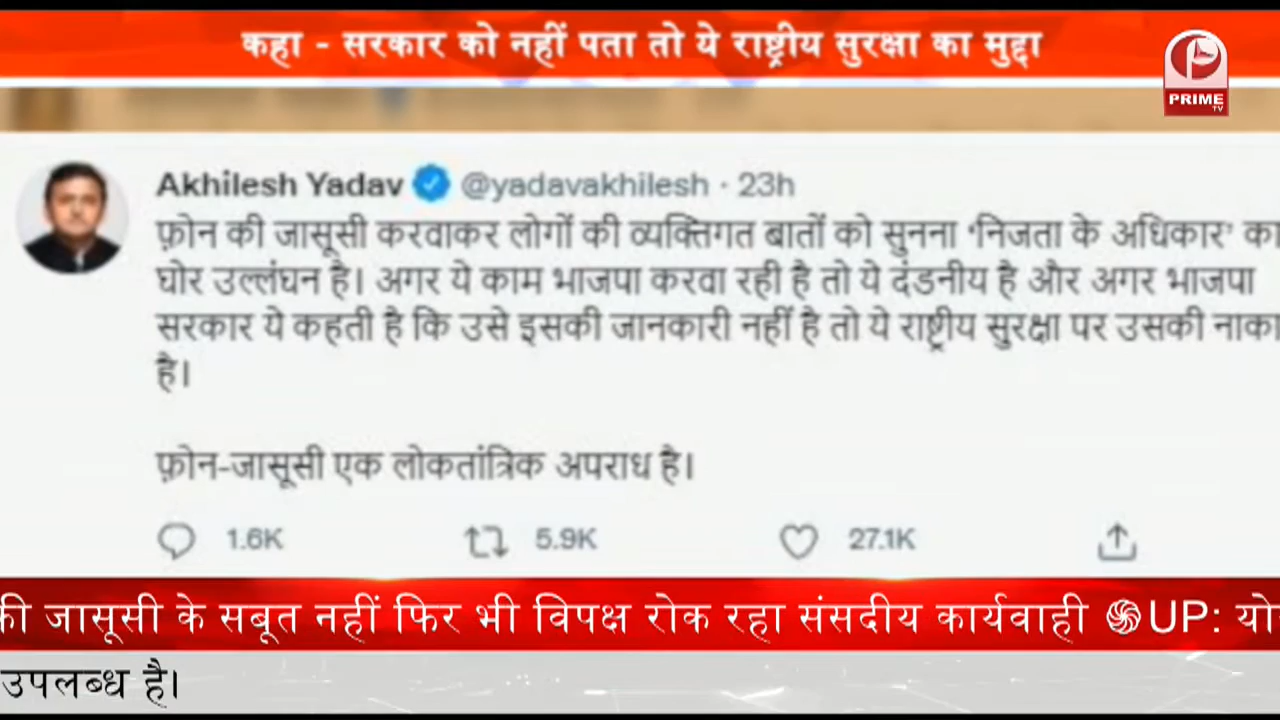 कहा - सरकार को नहीं पता तो ये राष्ट्रीय सुरक्षा का मुद्दा
PRIME
TV
Akhilesh Yadav @yadavakhilesh · 23h
फ़ोन की जासूसी करवाकर लोगों की व्यक्तिगत बातों को सुनना ‘निजता के अधिकार’ का
घोर उल्लंघन है। अगर ये काम भाजपा करवा रही है तो ये दंडनीय है और अगर भाजपा
सरकार ये कहती है कि उसे इसकी जानकारी नहीं है तो ये राष्ट्रीय सुरक्षा पर उसकी
है।
फ़ोन-जासूसी एक लोकतांत्रिक अपराध है।
1.6K 5.9K 27.1K
की जासूसी के सबूत नहीं फिर भी विपक्ष रोक रहा संसदीय कार्यवाही UP:
उपलब्ध है।